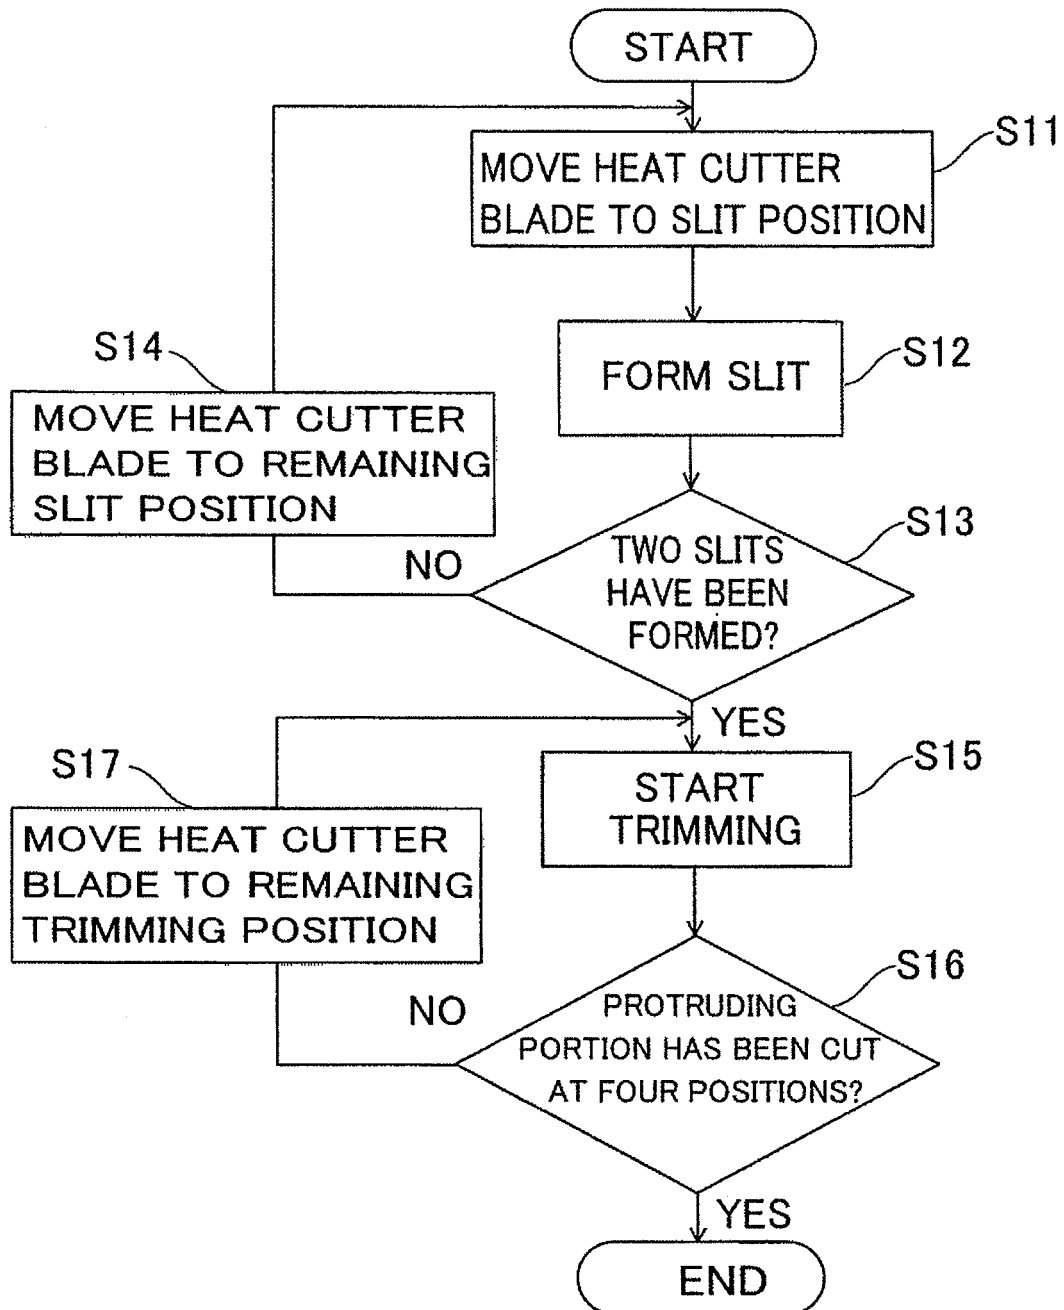 START
S11
MOVE HEAT CUTTER
BLADE TO SLIT POSITION
S12
FORM SLIT
S14
MOVE HEAT CUTTER
BLADE TO REMAINING
SLIT POSITION
S13
TWO SLITS
HAVE BEEN
FORMED?
NO
YES
S15
START
TRIMMING
S17
MOVE HEAT CUTTER
BLADE TO REMAINING
TRIMMING POSITION
S16
PROTRUDING
PORTION HAS BEEN CUT
AT FOUR POSITIONS?
NO
YES
END